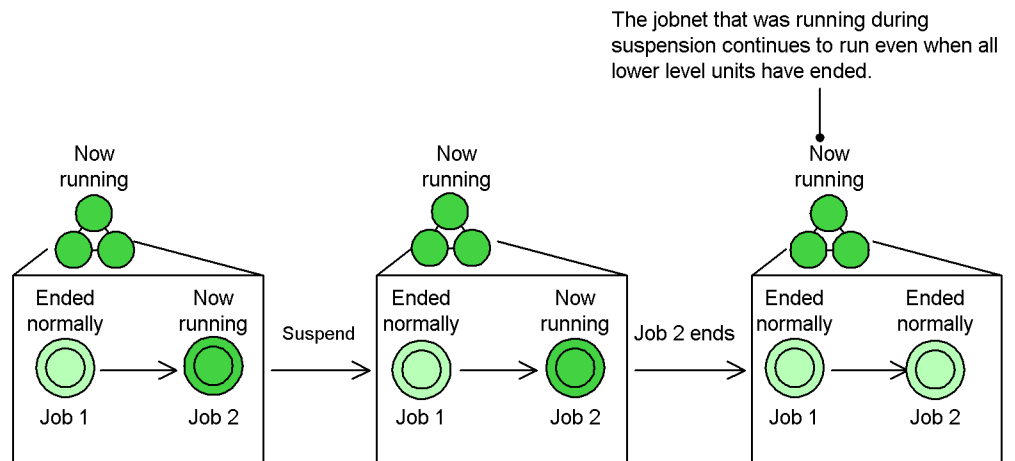 The jobnet that was running during
suspension continues to run even when all
lower level units have ended.
Now
running
Now
running
Now
running
Ended
normally
Now
running
Job 1
Job 2
Suspend
Ended
normally
Now
running
Job 1
Job 2
Job 2 ends
Ended
normally
Ended
normally
Job 1
Job 2